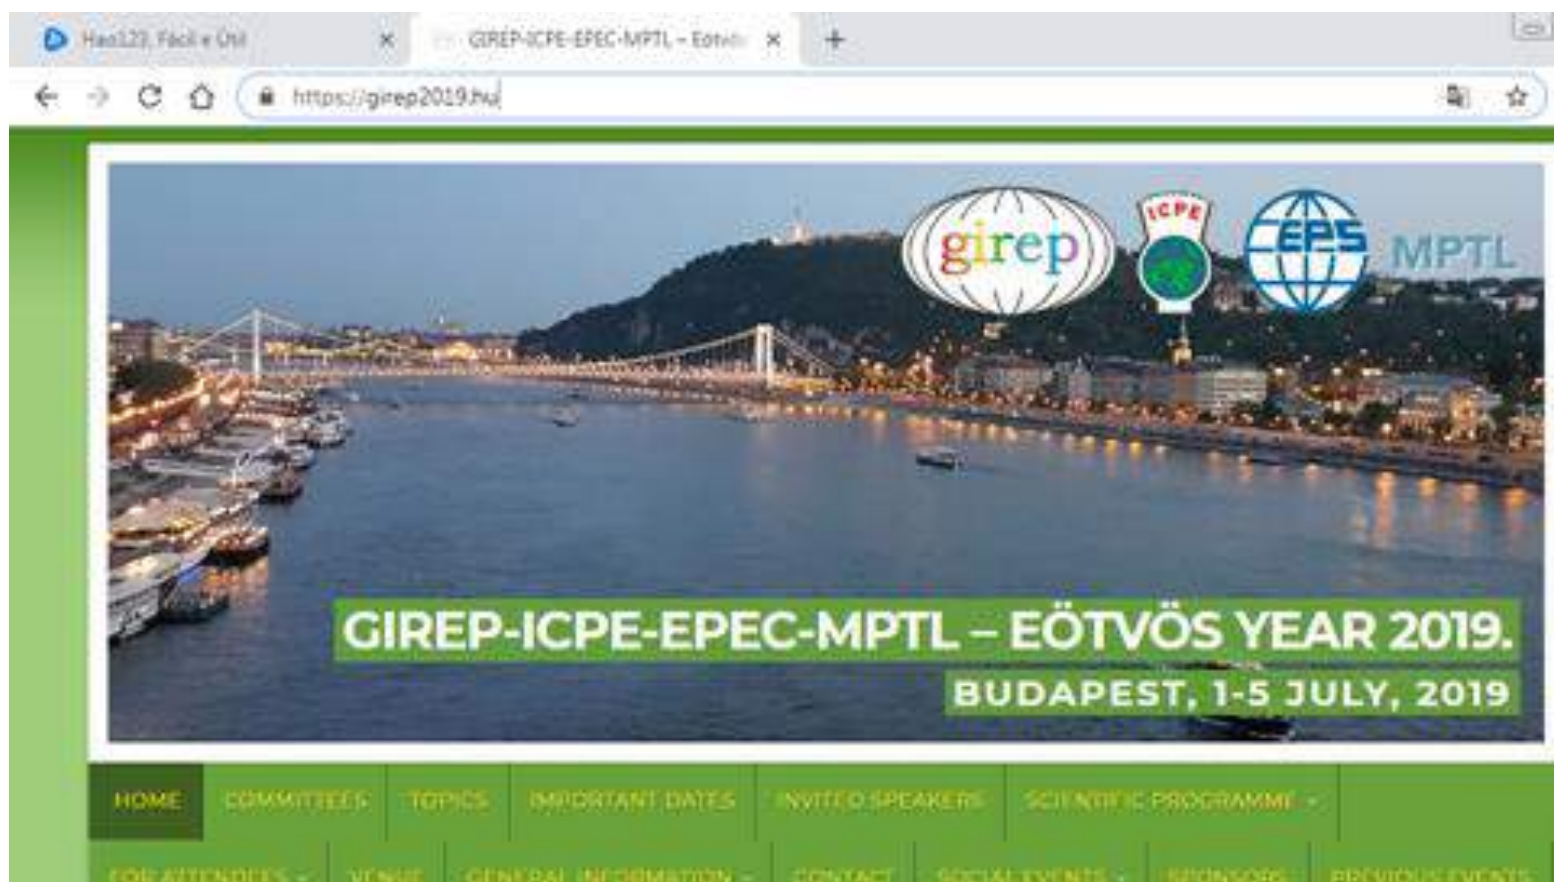 Hao123, Fácil e Útil
GIREP-ICPE-EPEC-MPTL – Eötvö
https://girep2019.hu
girep
ICPE
EPS
MPTL
GIREP-ICPE-EPEC-MPTL – EÖTVÖS YEAR 2019.
BUDAPEST, 1-5 JULY, 2019
HOME COMMITTEES TOPICS IMPORTANT DATES INVITED SPEAKERS SCIENTIFIC PROGRAMME
FOR ATTENDEES VENUE GENERAL INFORMATION CONTACT SOCIAL EVENTS SPONSORS PREVIOUS EVENTS